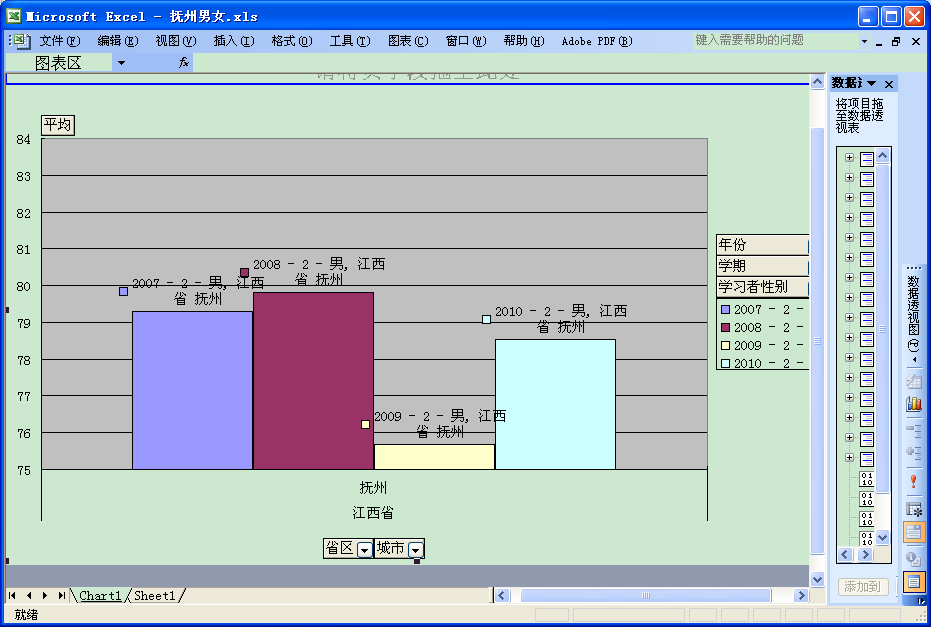 Microsoft Excel - 抚州男女.xls
文件(F) 编辑(E) 视图(V) 插入(I) 格式(O) 工具(T) 图表(C) 窗口(W) 帮助(H) Adobe PDF(B) 键入需要帮助的问题
图表区 fx
平均
84
83
82
81
80
79
78
77
76
75
2007 - 2 - 男, 江西
省 抚州
2008 - 2 - 男, 江西
省 抚州
2009 - 2 - 男, 江西
省 抚州
2010 - 2 - 男, 江西
省 抚州
抚州
江西省
省区 城市
年份
学期
学习者性别
2007 - 2 -
2008 - 2 -
2009 - 2 -
2010 - 2 -
将项目拖
至数据透
视表
添加到
数据透视图(P)
Chart1 Sheet1
就绪